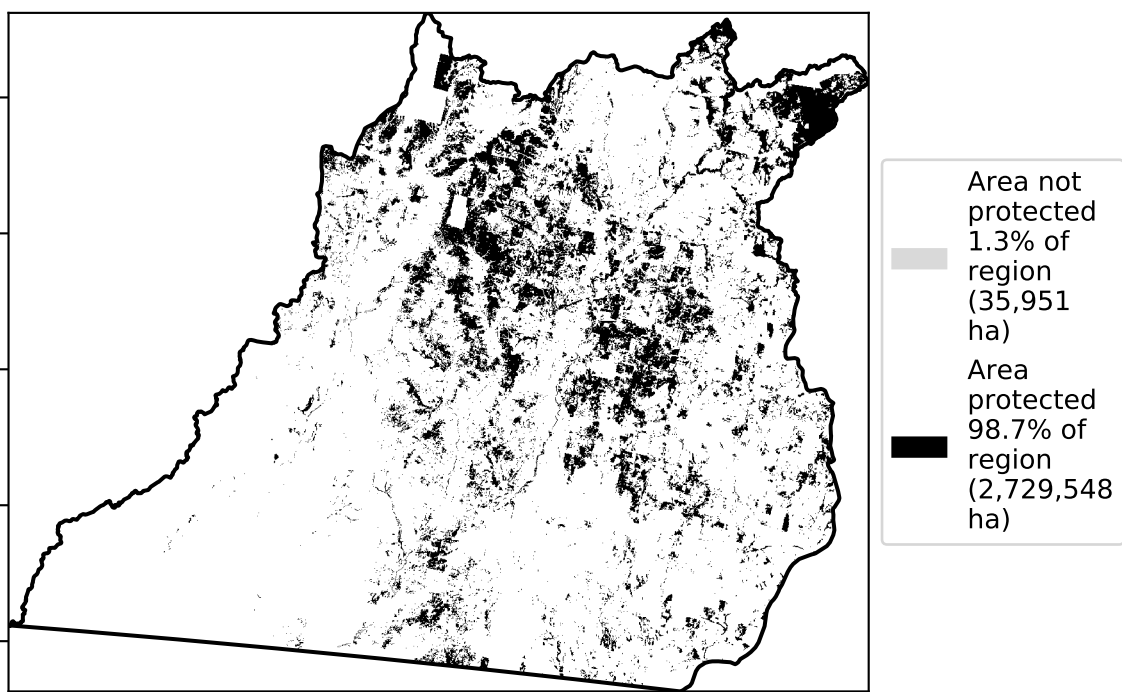 Area not
protected
1.3% of
region
(35,951
ha)
Area
protected
98.7% of
region
(2,729,548
ha)